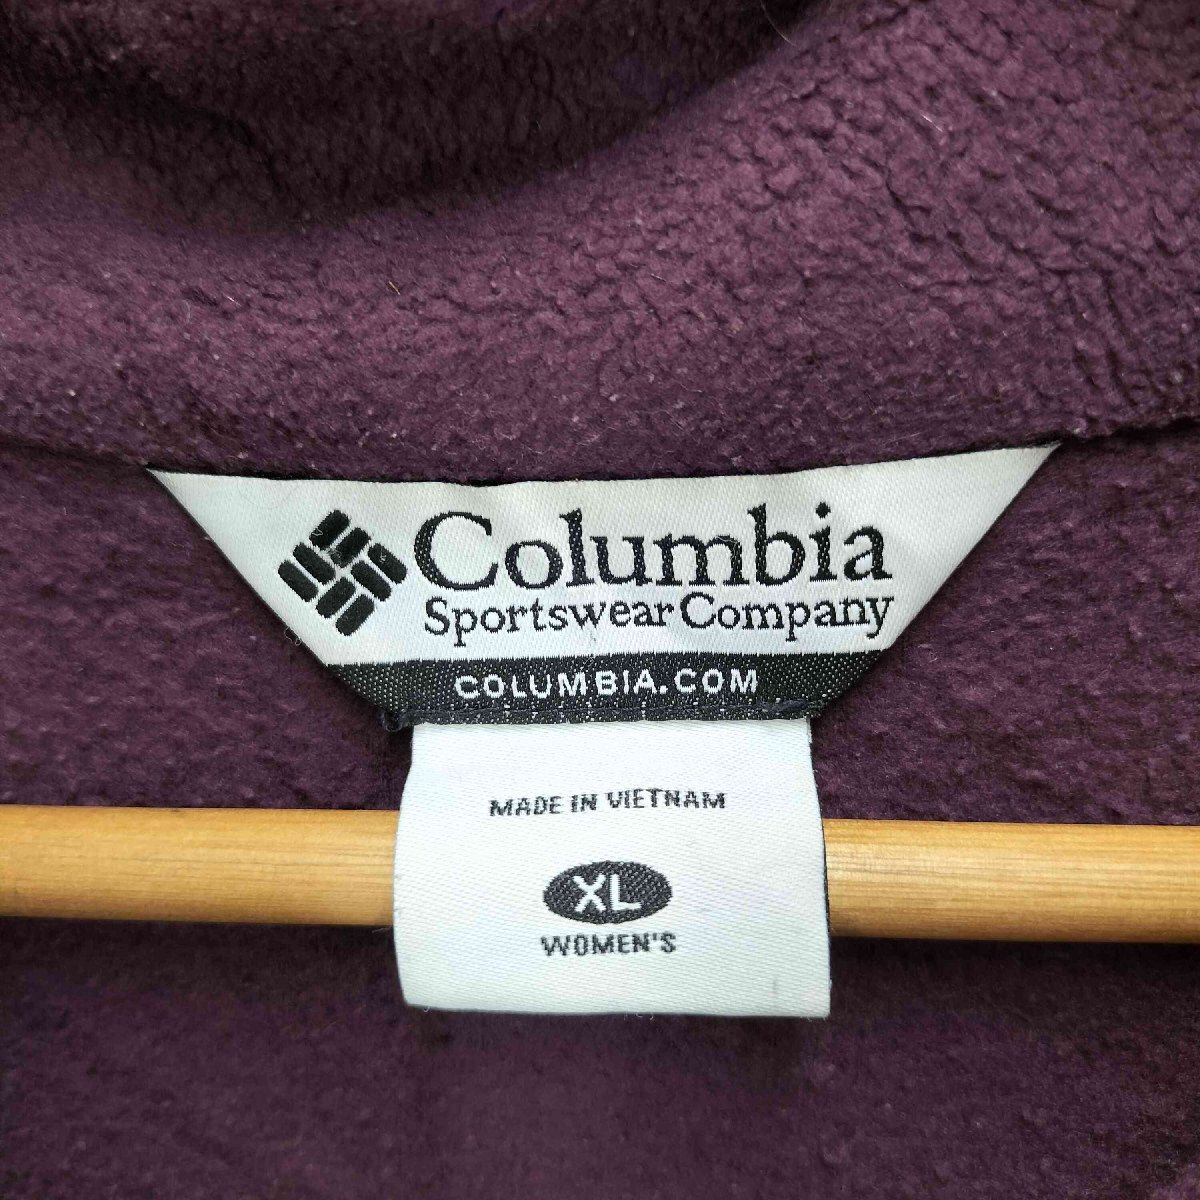 Columbia
Sportswear Company
COLUMBIA.COM
MADE IN VIETNAM
XL
WOMEN'S